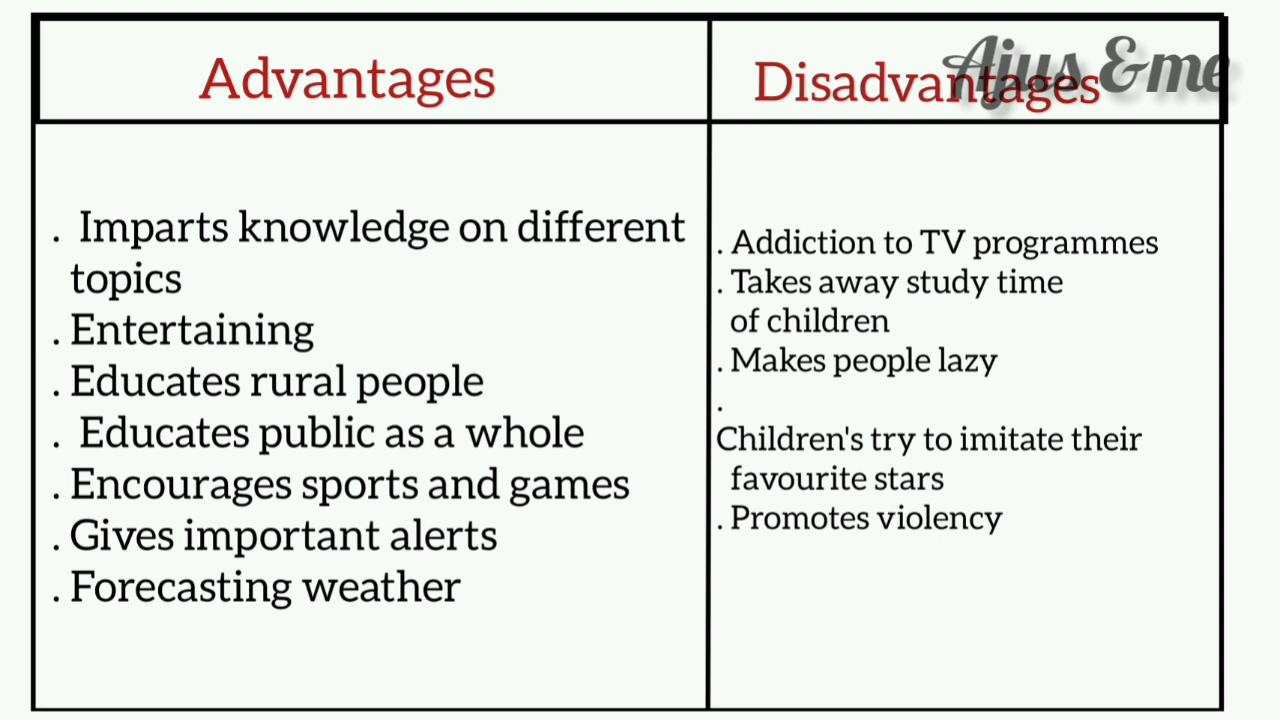 Advantages
Disadvantages
Ajus &me
. Imparts knowledge on different
topics
. Entertaining
. Educates rural people
. Educates public as a whole
. Encourages sports and games
. Gives important alerts
. Forecasting weather
. Addiction to TV programmes
. Takes away study time
of children
. Makes people lazy
.
Children's try to imitate their
favourite stars
. Promotes violency